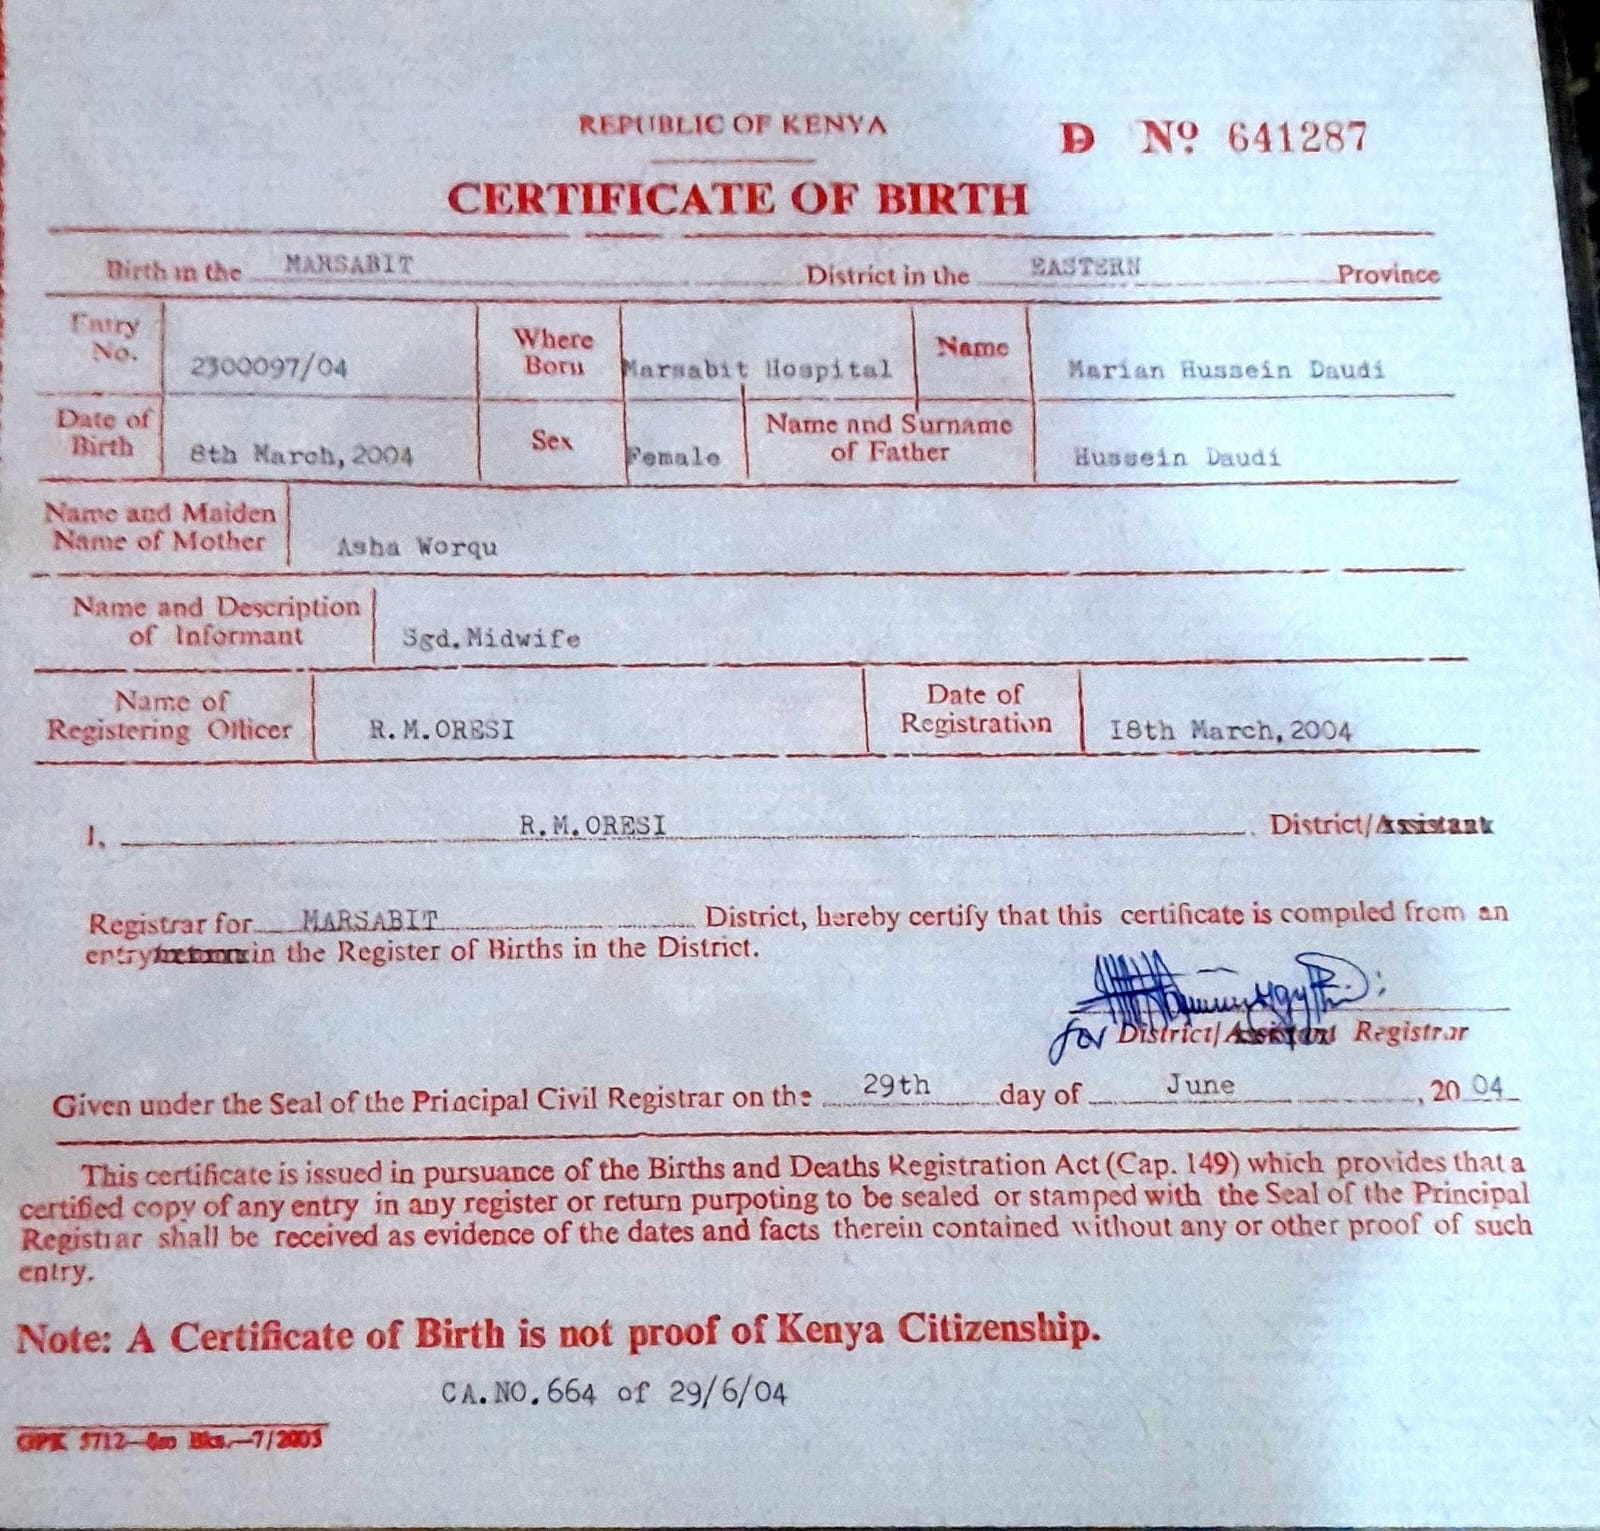 REPUBLIC OF KENYA
D Nº 641287
CERTIFICATE OF BIRTH
Birth in the MARSABIT District in the EASTERN Province
Entry No. 2300097/04 Where Born Marsabit Hospital Name Marian Hussein Daudi
Date of Birth 8th March, 2004 Sex Female Name and Surname of Father Hussein Daudi
Name and Maiden Name of Mother Asha Worqu
Name and Description of Informant Sgd.Midwife
Name of Registering Officer R.M.ORESI Date of Registration 18th March, 2004
I, R.M.ORESI District/Assistant
Registrar for MARSABIT District, hereby certify that this certificate is compiled from an
entry in the Register of Births in the District.
for District/Assistant Registrar
Given under the Seal of the Principal Civil Registrar on the 29th day of June, 20 04
This certificate is issued in pursuance of the Births and Deaths Registration Act (Cap. 149) which provides that a
certified copy of any entry in any register or return purpoting to be sealed or stamped with the Seal of the Principal
Registrar shall be received as evidence of the dates and facts therein contained without any or other proof of such
entry.
Note: A Certificate of Birth is not proof of Kenya Citizenship.
CA.NO.664 of 29/6/04
GPK 3712 Bks.—7/2003